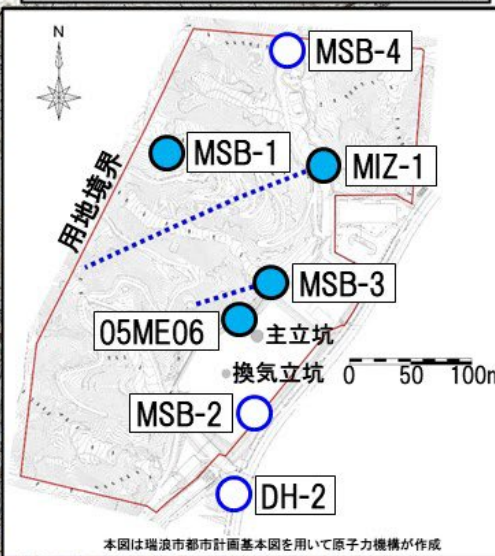 N
MSB-4
MSB-1
MIZ-1
用地境界
MSB-3
05ME06
主立坑
換気立坑
0 50 100m
MSB-2
DH-2
本図は瑞浪市都市計画基本図を用いて原子力機構が作成